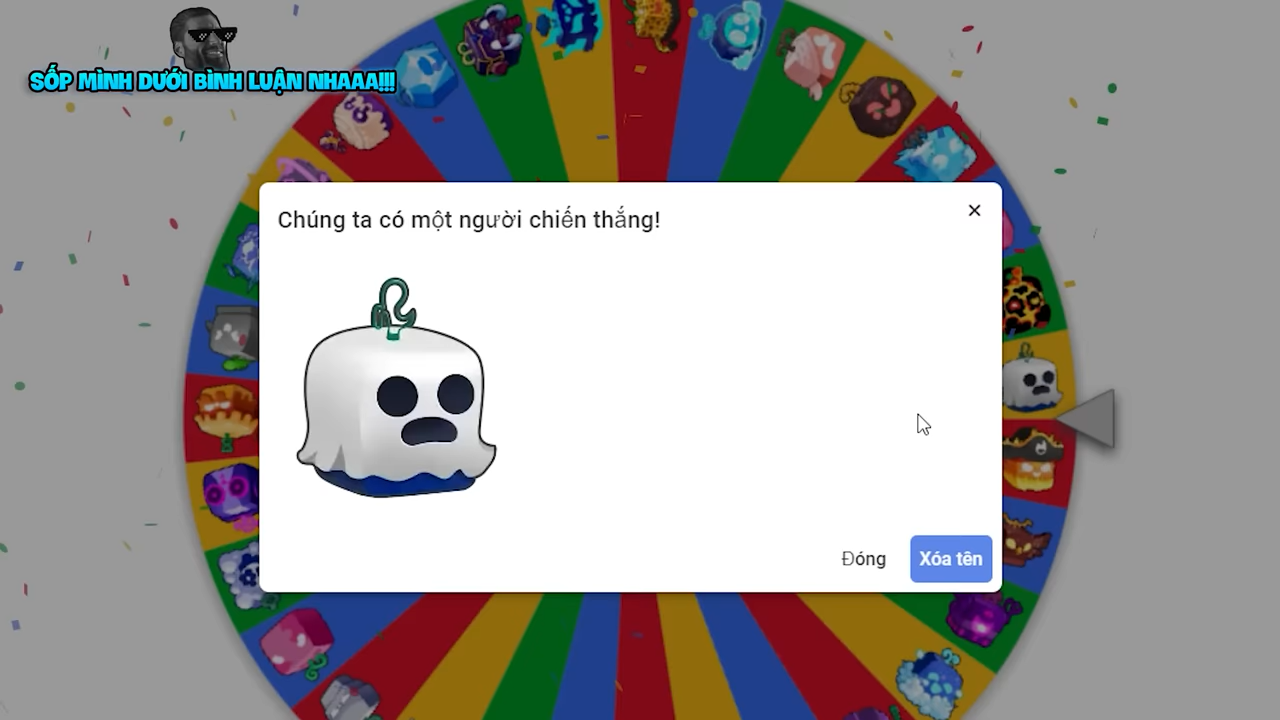 SỐP MÌNH DƯỚI BÌNH LUẬN NHAAA!!!
Chúng ta có một người chiến thắng!
Đóng
Xóa tên